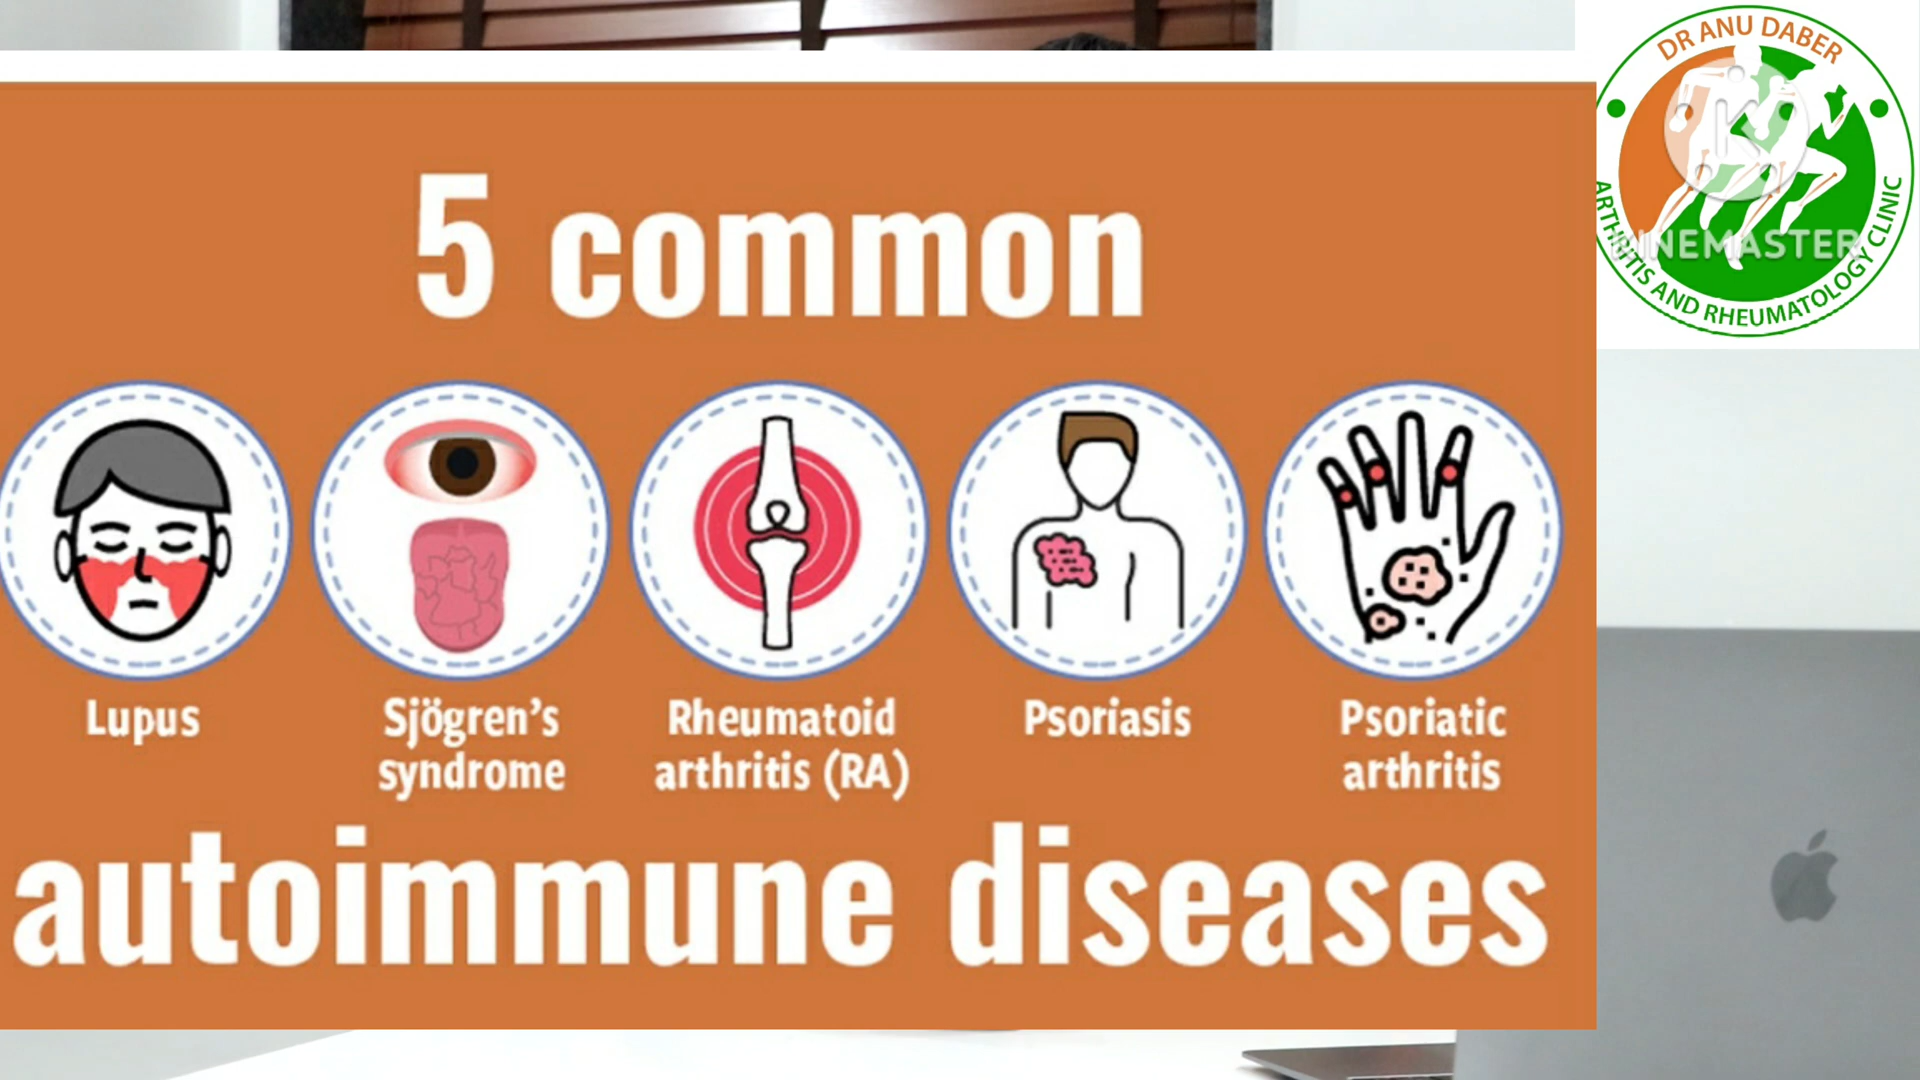 5 common
Lupus
Sjögren's
syndrome
Rheumatoid
arthritis (RA)
Psoriasis
Psoriatic
arthritis
autoimmune diseases
DR ANU DABER
ARTHRITIS AND RHEUMATOLOGY CLINIC
KINEMASTER